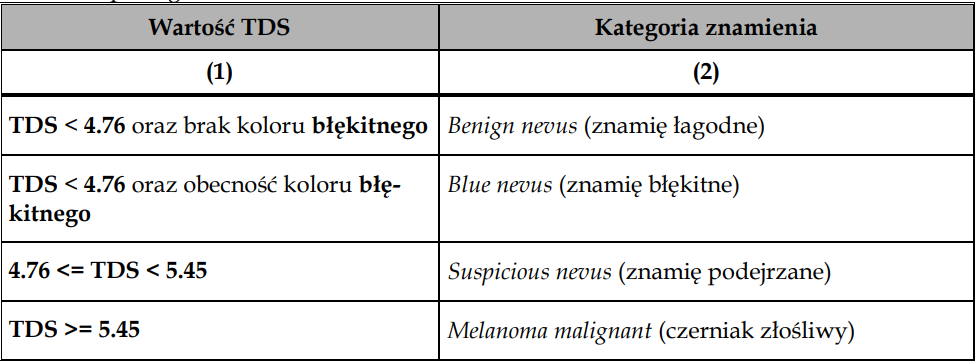 Wartość TDS Kategoria znamienia
(1) (2)
TDS < 4.76 oraz brak koloru błękitnego Benign nevus (znamię łagodne)
TDS < 4.76 oraz obecność koloru błę- Blue nevus (znamię błękitne)
kitnego
4.76 <= TDS < 5.45 Suspicious nevus (znamię podejrzane)
TDS >= 5.45 Melanoma malignant (czerniak złośliwy)